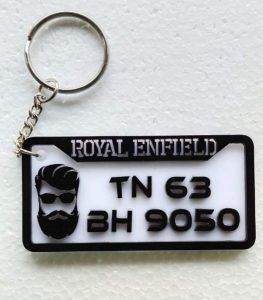 ROYAL ENFIELD
TN 63
BH 9050